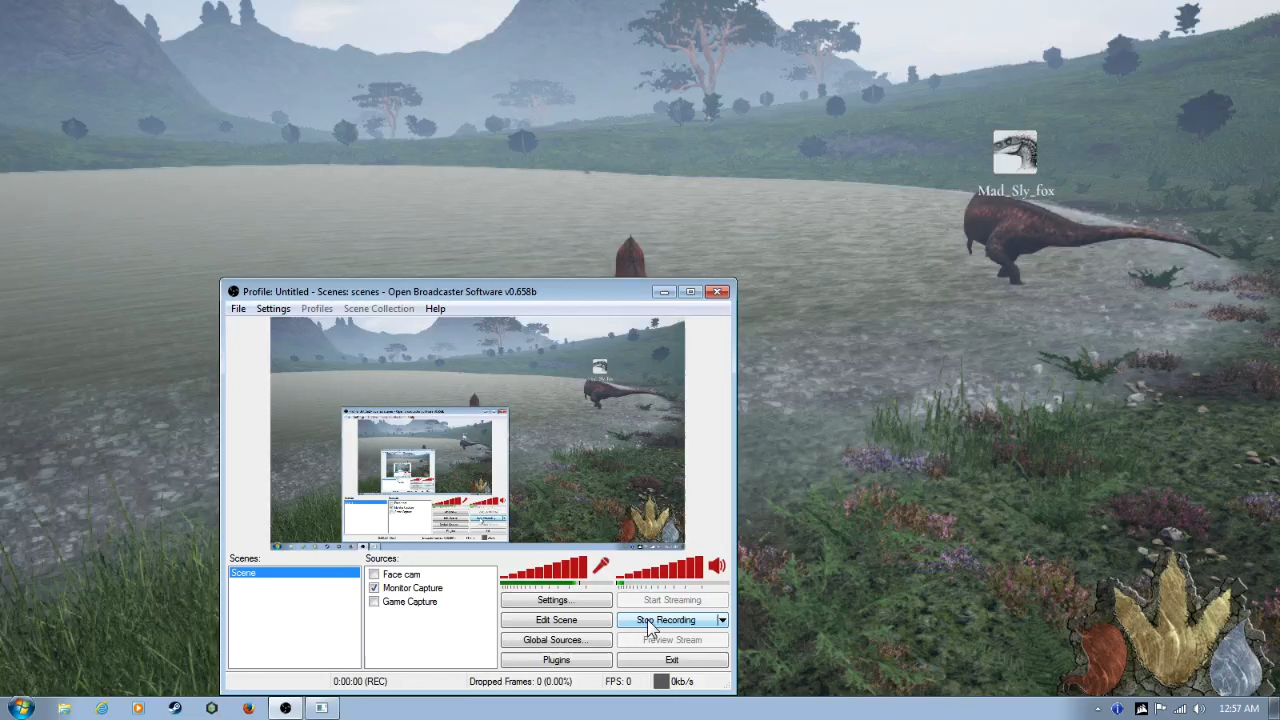 Mad_Sly_fox
Profile: Untitled - Scenes: scenes - Open Broadcaster Software v0.658b
File Settings Profiles Scene Collection Help
Scenes:
Scene
Sources:
Face cam
Monitor Capture
Game Capture
Settings...
Start Streaming
Edit Scene
Stop Recording
Global Sources...
Preview Stream
Plugins
Exit
0:00:00 (REC)
Dropped Frames: 0 (0.00%)
FPS: 0
0kb/s
12:57 AM